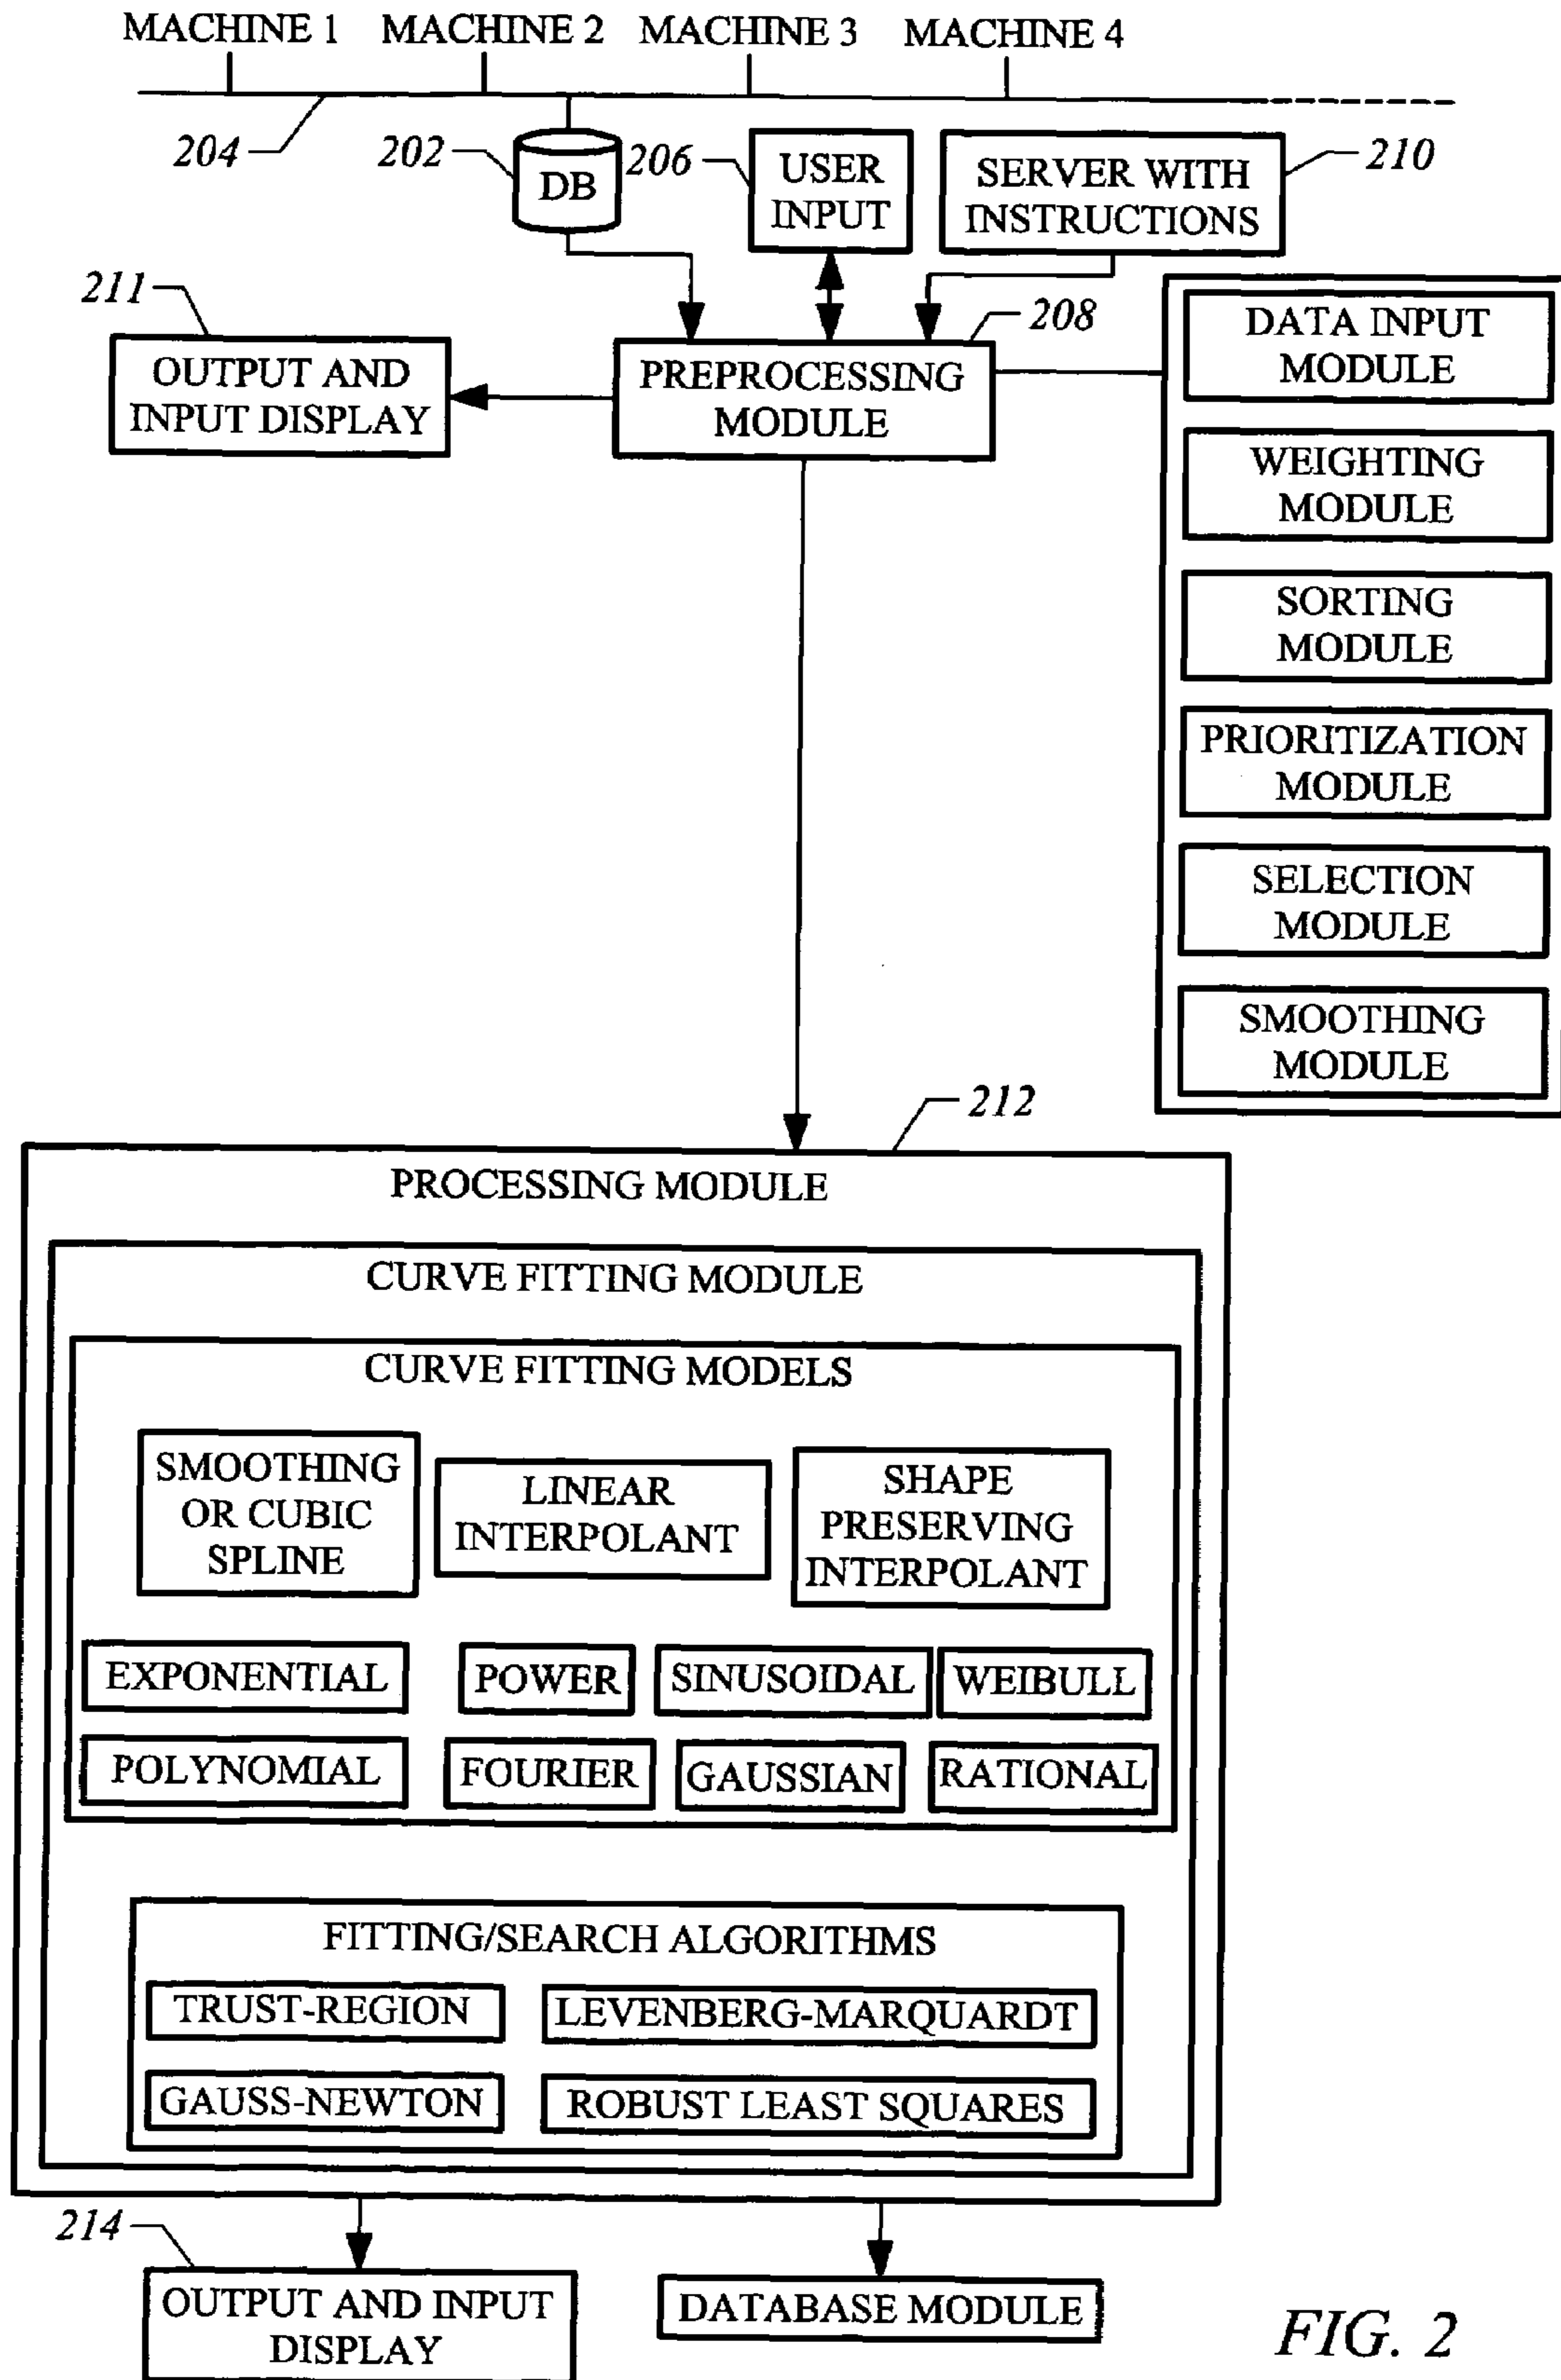 MACHINE 1
MACHINE 2
MACHINE 3
MACHINE 4
204
202
DB
206
USER
INPUT
SERVER WITH
INSTRUCTIONS
210
211
OUTPUT AND
INPUT DISPLAY
208
PREPROCESSING
MODULE
DATA INPUT
MODULE
WEIGHTING
MODULE
SORTING
MODULE
PRIORITIZATION
MODULE
SELECTION
MODULE
SMOOTHING
MODULE
212
PROCESSING MODULE
CURVE FITTING MODULE
CURVE FITTING MODELS
SMOOTHING
OR CUBIC
SPLINE
LINEAR
INTERPOLANT
SHAPE
PRESERVING
INTERPOLANT
EXPONENTIAL
POWER
SINUSOIDAL
WEIBULL
POLYNOMIAL
FOURIER
GAUSSIAN
RATIONAL
FITTING/SEARCH ALGORITHMS
TRUST-REGION
LEVENBERG-MARQUARDT
GAUSS-NEWTON
ROBUST LEAST SQUARES
214
OUTPUT AND INPUT
DISPLAY
DATABASE MODULE
FIG. 2